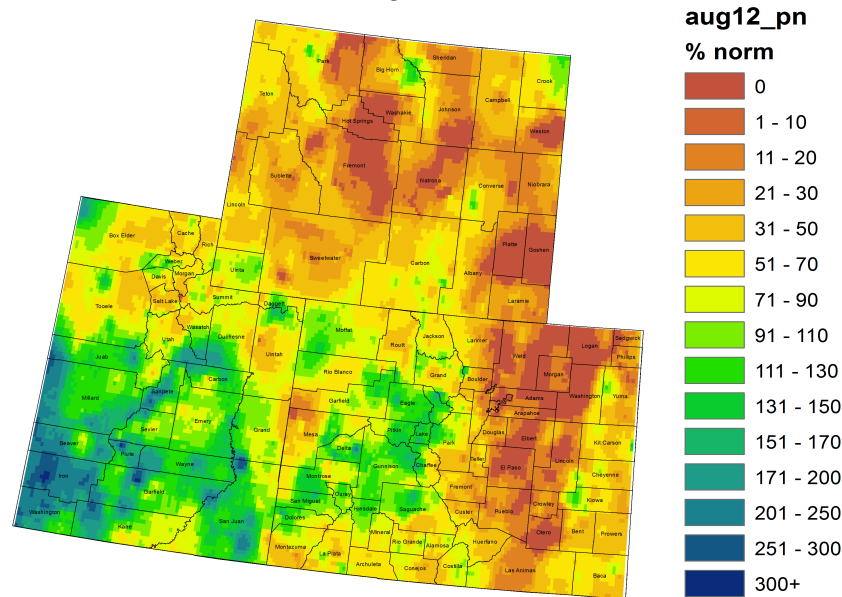 aug12_pn
% norm
0
1 - 10
11 - 20
21 - 30
31 - 50
51 - 70
71 - 90
91 - 110
111 - 130
131 - 150
151 - 170
171 - 200
201 - 250
251 - 300
300+
Park
Big Horn
Sheridan
Crook
Teton
Campbell
Washakie
Johnson
Hot Springs
Weston
Fremont
Sublette
Natrona
Converse
Niobrara
Lincoln
Platte
Goshen
Sweetwater
Carbon
Albany
Uinta
Laramie
Box Elder
Cache
Rich
Weber
Davis
Morgan
Summit
Daggett
Tooele
Salt Lake
Wasatch
Duchesne
Utah
Uintah
Juab
Carbon
Millard
Sanpete
Emery
Grand
Sevier
Beaver
Piute
Wayne
Iron
Garfield
Washington
Kane
San Juan
Moffat
Routt
Jackson
Larimer
Weld
Logan
Sedgwick
Phillips
Morgan
Rio Blanco
Grand
Boulder
Adams
Washington
Yuma
Garfield
Eagle
Arapahoe
Mesa
Pitkin
Lake
Park
Douglas
Elbert
Kit Carson
Delta
Gunnison
Chaffee
Teller
El Paso
Lincoln
Cheyenne
Montrose
Ouray
Fremont
Kiowa
San Miguel
Hinsdale
Saguache
Custer
Pueblo
Crowley
Dolores
Mineral
Otero
Bent
Prowers
Montezuma
La Plata
Rio Grande
Alamosa
Huerfano
Archuleta
Conejos
Costilla
Las Animas
Baca